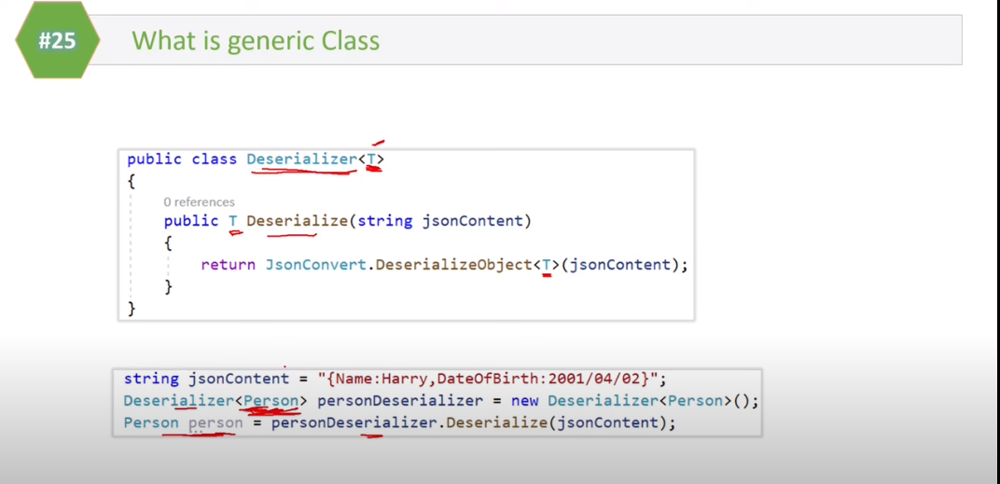 #25
What is generic Class
public class Deserializer<T>
{
0 references
public T Deserialize(string jsonContent)
{
return JsonConvert.DeserializeObject<T>(jsonContent);
}
}
string jsonContent = "{Name:Harry,DateOfBirth:2001/04/02}";
Deserializer<Person> personDeserializer = new Deserializer<Person>();
Person person = personDeserializer.Deserialize(jsonContent);